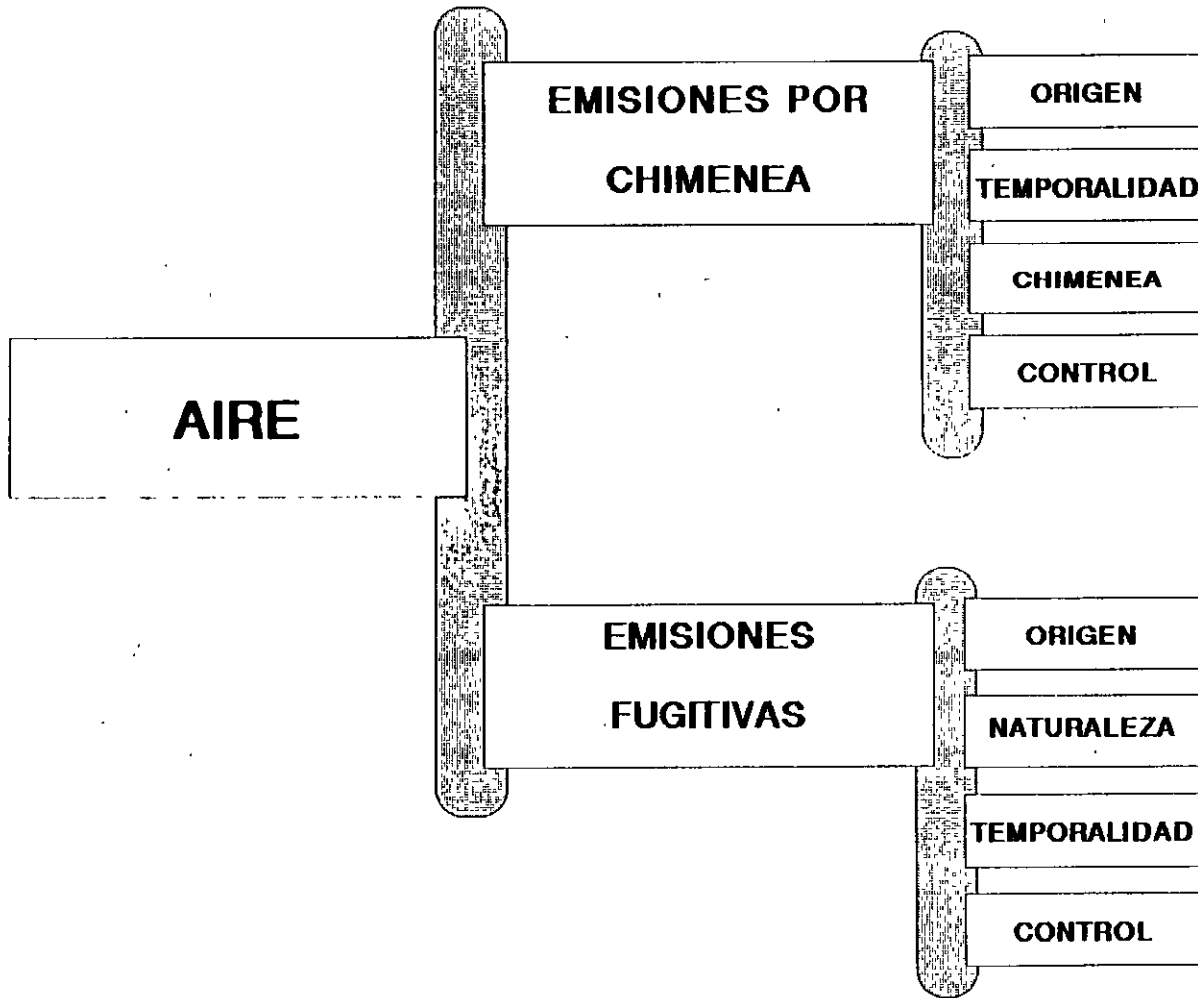 AIRE
EMISIONES POR
CHIMENEA
ORIGEN
TEMPORALIDAD
CHIMENEA
CONTROL
EMISIONES
FUGITIVAS
ORIGEN
NATURALEZA
TEMPORALIDAD
CONTROL